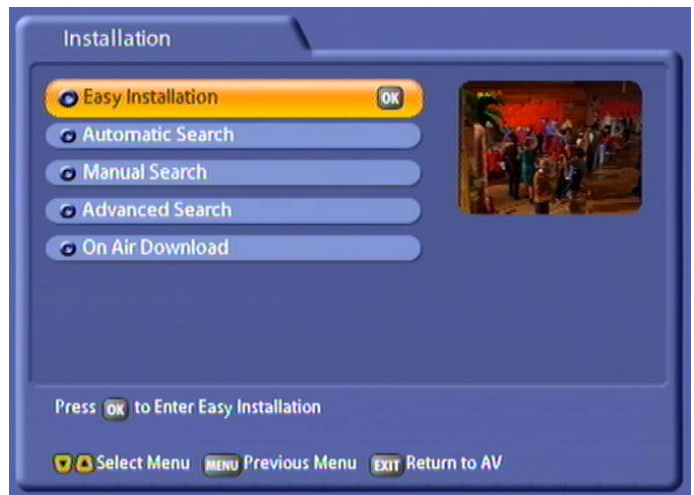 Installation
Easy Installation OK
Automatic Search
Manual Search
Advanced Search
On Air Download
Press OK to Enter Easy Installation
Select Menu MENU Previous Menu EXIT Return to AV